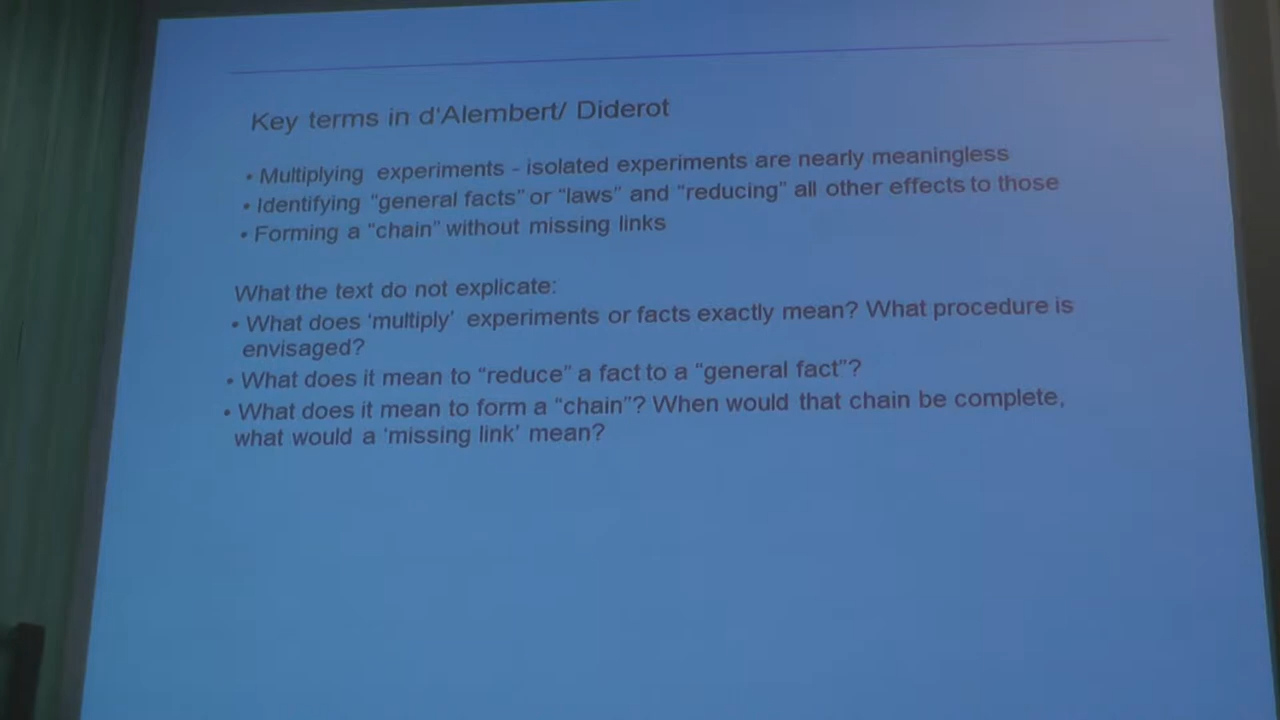 Key terms in d'Alembert/ Diderot
• Multiplying experiments - isolated experiments are nearly meaningless
• Identifying “general facts” or “laws” and “reducing” all other effects to those
• Forming a “chain” without missing links
What the text do not explicate:
• What does ‘multiply’ experiments or facts exactly mean? What procedure is
envisaged?
• What does it mean to “reduce” a fact to a “general fact”?
• What does it mean to form a “chain”? When would that chain be complete,
what would a ‘missing link’ mean?